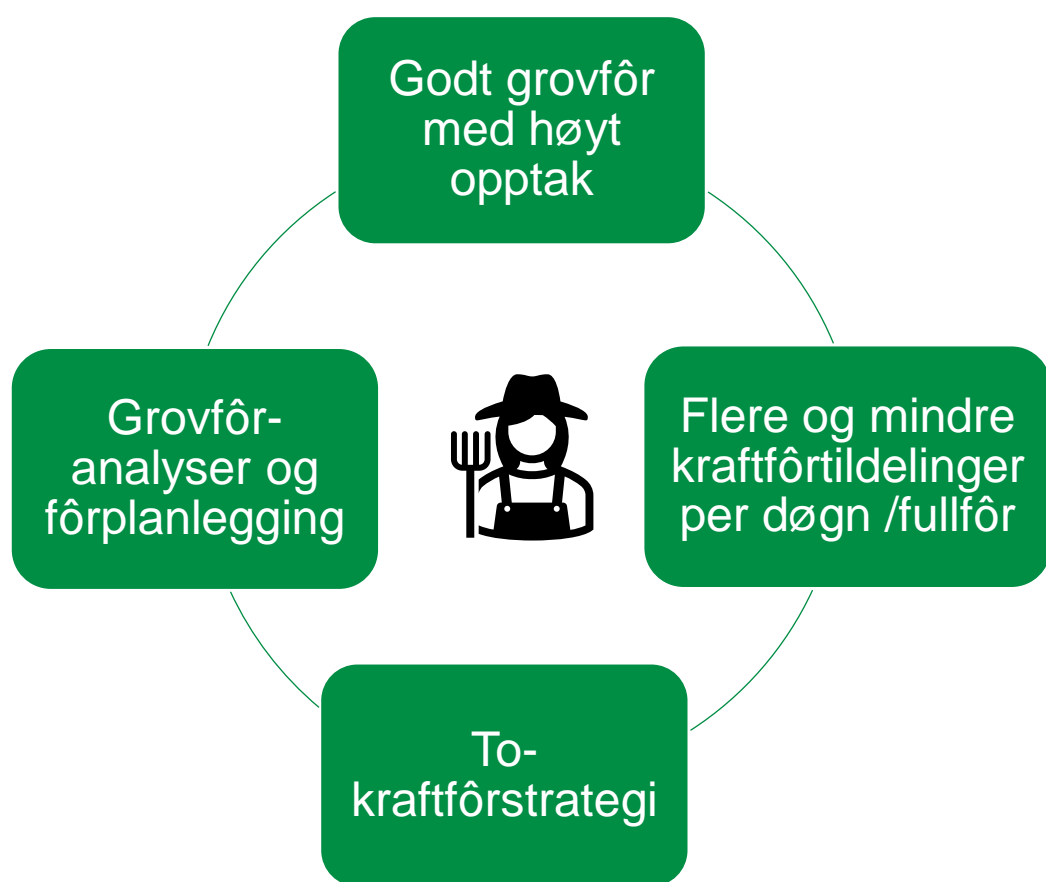 Godt grovfôr
med høyt
opptak
Flere og mindre
kraftfôrtildelinger
per døgn /fullfôr
To-
kraftfôrstrategi
Grovfôr-
analyser og
fôrplanlegging